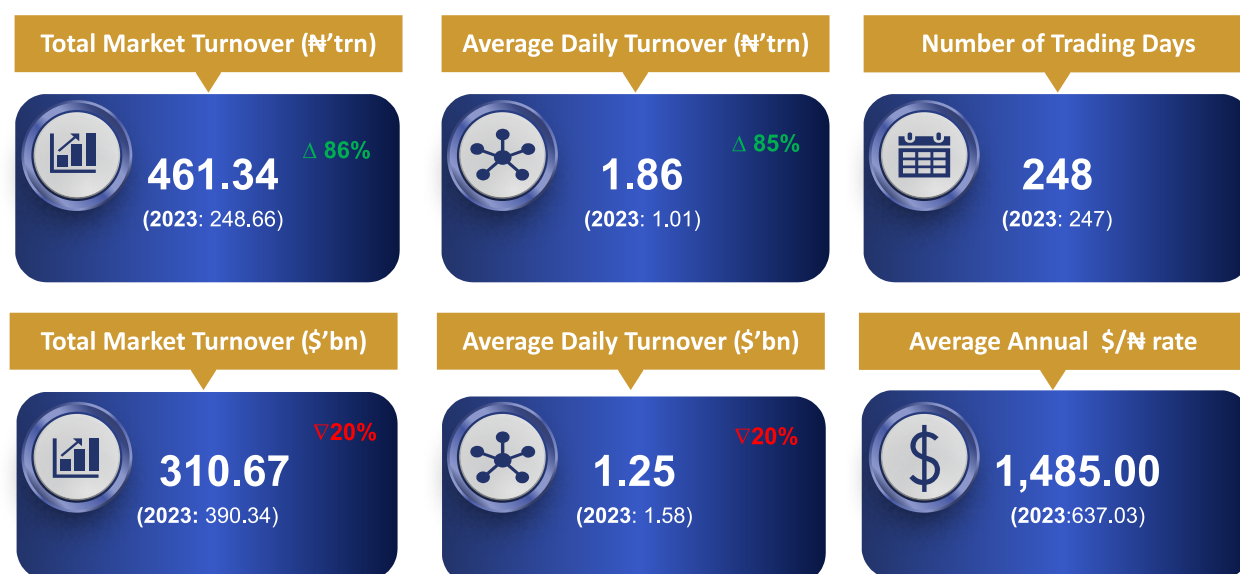 Total Market Turnover (₦'trn)
Δ 86%
461.34
(2023: 248.66)
Average Daily Turnover (₦'trn)
Δ 85%
1.86
(2023: 1.01)
Number of Trading Days
248
(2023: 247)
Total Market Turnover ($'bn)
∇20%
310.67
(2023: 390.34)
Average Daily Turnover ($'bn)
∇20%
1.25
(2023: 1.58)
Average Annual $/₦ rate
$
1,485.00
(2023:637.03)